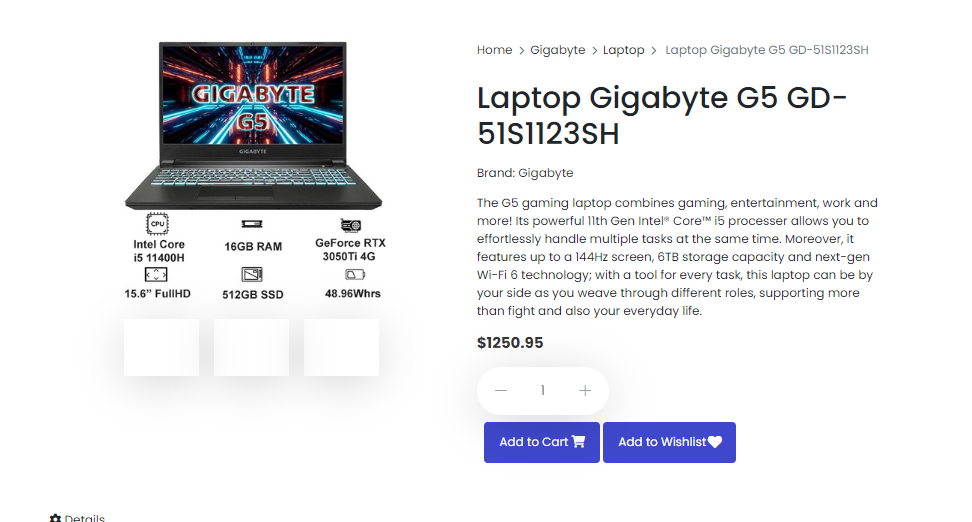 Home > Gigabyte > Laptop > Laptop Gigabyte G5 GD-51S1123SH
Laptop Gigabyte G5 GD-
51S1123SH
Brand: Gigabyte
The G5 gaming laptop combines gaming, entertainment, work and
more! Its powerful 11th Gen Intel® Core™ i5 processer allows you to
effortlessly handle multiple tasks at the same time. Moreover, it
features up to a 144Hz screen, 6TB storage capacity and next-gen
Wi-Fi 6 technology; with a tool for every task, this laptop can be by
your side as you weave through different roles, supporting more
than fight and also your everyday life.
$1250.95
1
Add to Cart
Add to Wishlist
GIGABYTE
G5
GIGABYTE
CPU
Intel Core
i5 11400H
16GB RAM
GeForce RTX
3050Ti 4G
15.6” FullHD
512GB SSD
48.96Whrs
Details